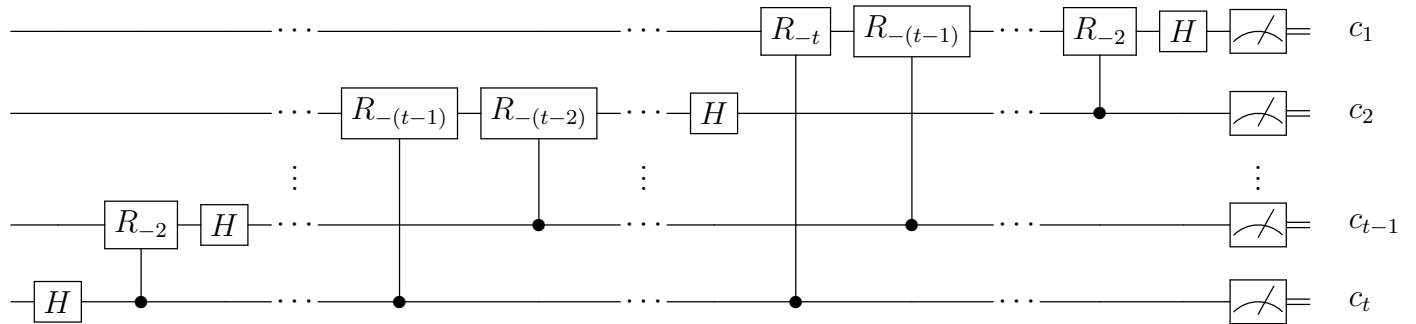 ··· ··· R_{-t} R_{-(t-1)} ··· R_{-2} H c_1
··· R_{-(t-1)} R_{-(t-2)} ··· H ··· c_2
⋮ ⋮ ⋮
R_{-2} H ··· ··· ··· c_{t-1}
H ··· ··· ··· c_t